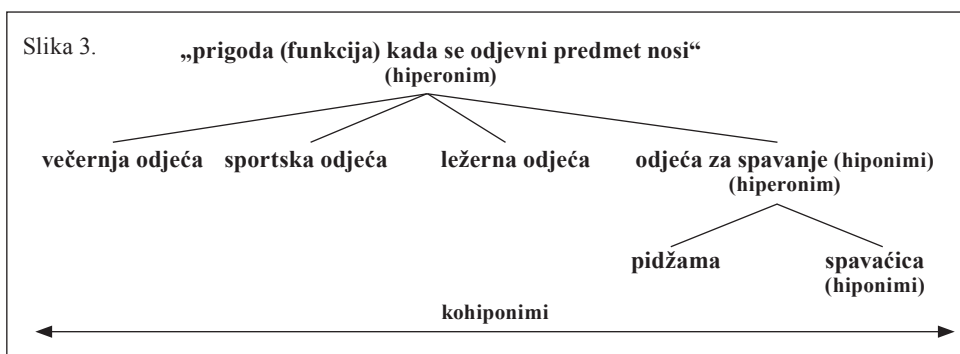 Slika 3.
„prigoda (funkcija) kada se odjevni predmet nosi“
(hiperonim)
večernja odjeća sportska odjeća ležerna odjeća odjeća za spavanje (hiponimi)
(hiperonim)
pidžama spavaćica
(hiponimi)
kohiponimi